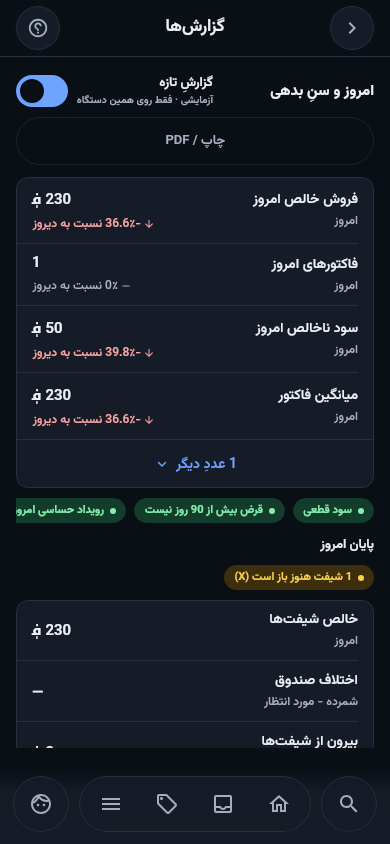 گزارش‌ها
امروز و سنِ بدهی
گزارشِ تازه
آزمایشی · فقط روی همین دستگاه
چاپ / PDF
فروش خالص امروز
230 ؋
امروز
↓ -36.6٪ نسبت به دیروز
فاکتورهای امروز
1
امروز
— 0٪ نسبت به دیروز
سود ناخالص امروز
50 ؋
امروز
↓ -39.8٪ نسبت به دیروز
میانگین فاکتور
230 ؋
امروز
↓ -36.6٪ نسبت به دیروز
1 عددِ دیگر
سود قطعی
قرض بیش از 90 روز نیست
رویداد حساسی امروز
پایان امروز
1 شیفت هنوز باز است (X)
خالص شیفت‌ها
230 ؋
امروز
اختلاف صندوق
—
شمرده - مورد انتظار
بیرون از شیفت‌ها